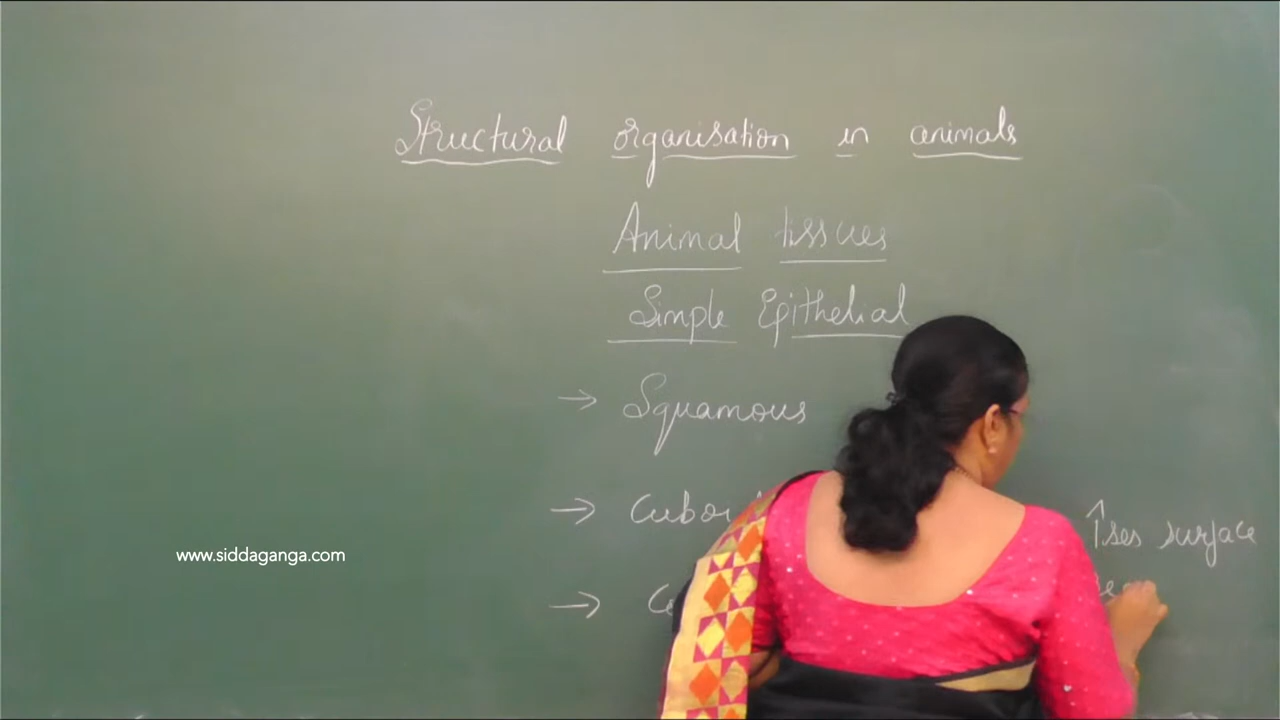 Structural organisation in animals
Animal tissues
Simple Epithelial
→ Squamous
→ Cuboi
↑ses surface
→ C
www.siddaganga.com